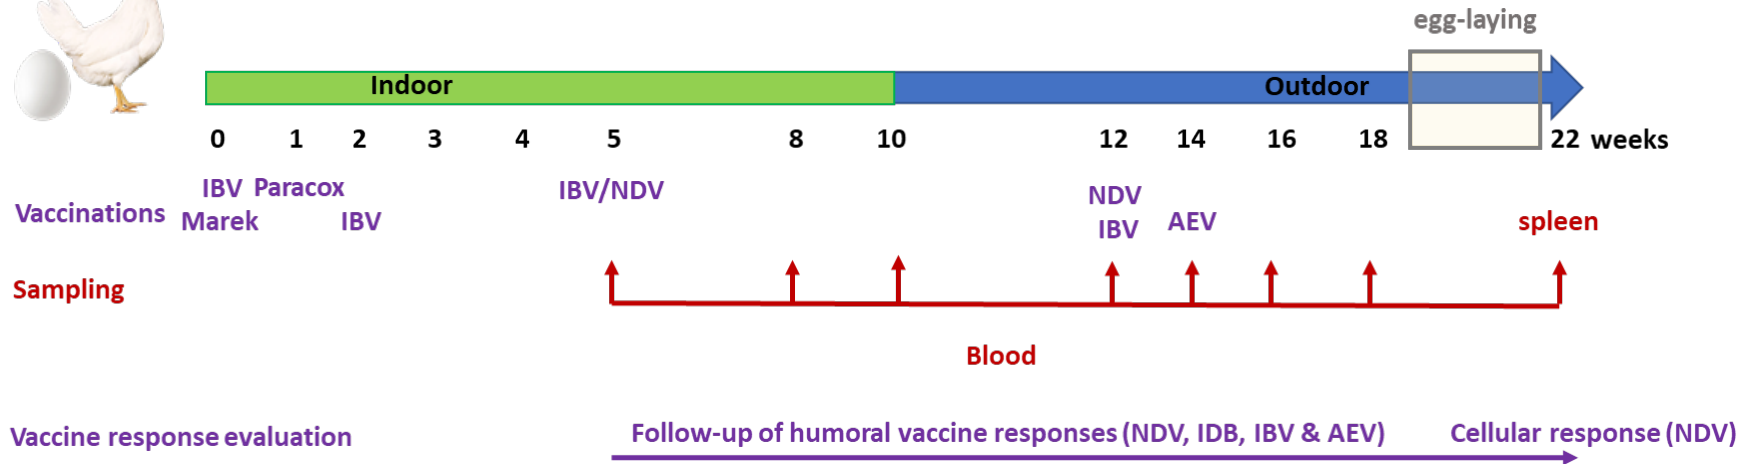 egg-laying
Indoor
Outdoor
0 1 2 3 4 5 8 10 12 14 16 18 22 weeks
Vaccinations
IBV Paracox
Marek
IBV
IBV/NDV
NDV
IBV
AEV
spleen
Sampling
Blood
Vaccine response evaluation
Follow-up of humoral vaccine responses (NDV, IDB, IBV & AEV)
Cellular response (NDV)